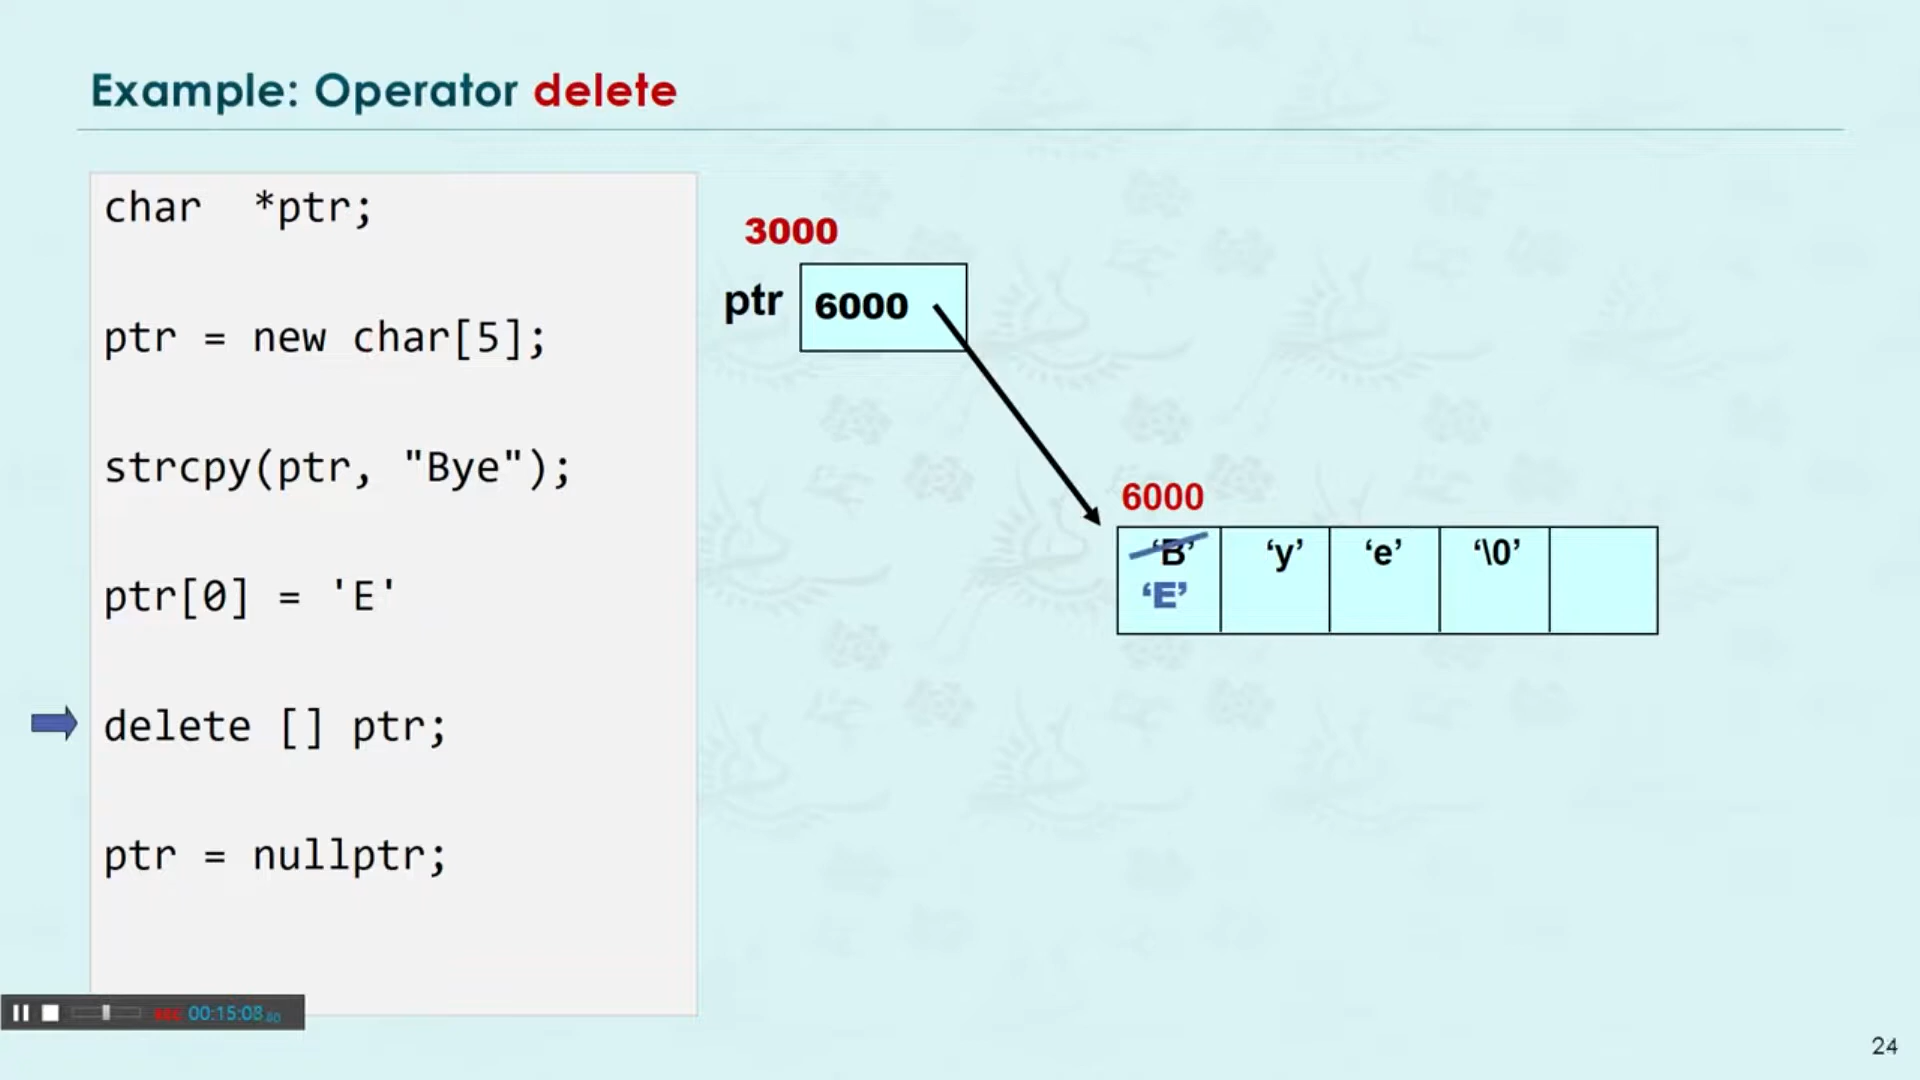 Example: Operator delete
char  *ptr;
ptr = new char[5];
strcpy(ptr, "Bye");
ptr[0] = 'E'
delete [] ptr;
ptr = nullptr;
3000
ptr 6000
6000
‘B’ ‘y’ ‘e’ ‘\0’
‘E’
REC 00:15:08
24